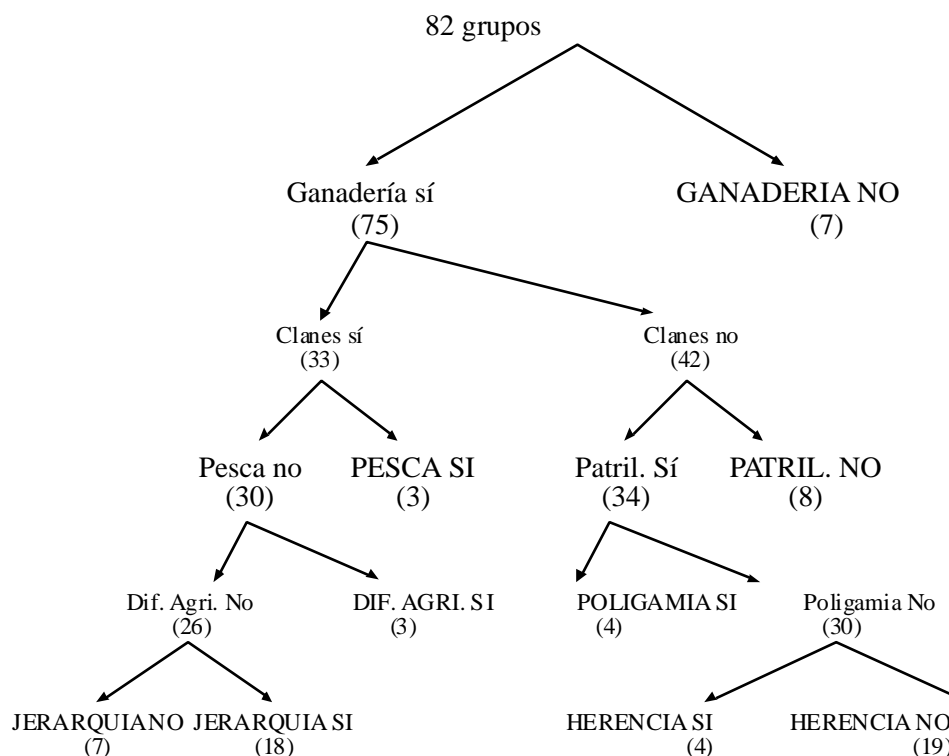 82 grupos
Ganadería sí GANADERIA NO
(75) (7)
Clanes sí Clanes no
(33) (42)
Pesca no PESCA SI Patril. Sí PATRIL. NO
(30) (3) (34) (8)
Dif. Agri. No DIF. AGRI. SI POLIGAMIA SI Poligamia No
(26) (3) (4) (30)
JERARQUIA NO JERARQUIA SI HERENCIA SI HERENCIA NO
(7) (18) (4) (19)